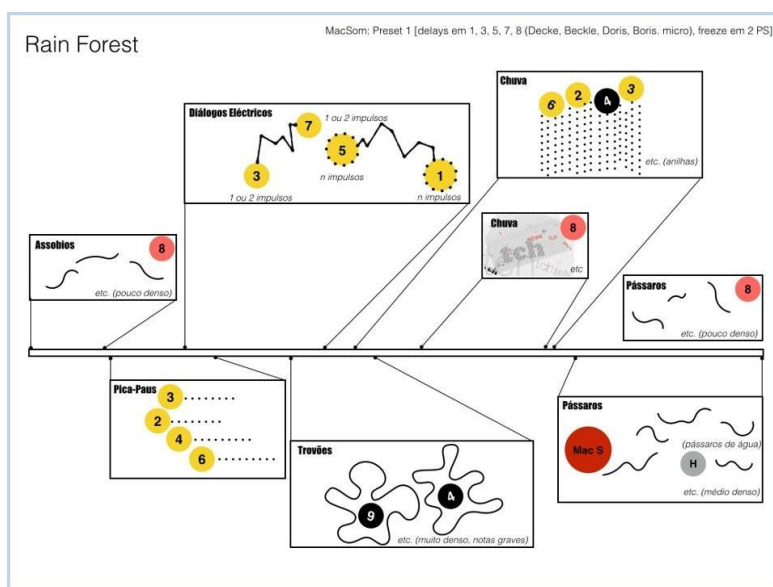 MacSom: Preset 1 [delays em 1, 3, 5, 7, 8 (Decke, Beckle, Doris, Boris. micro), freeze em 2 PS]
Rain Forest
Diálogos Eléctricos
1 ou 2 impulsos
7
5
3
1
n impulsos
1 ou 2 impulsos
n impulsos
Chuva
6
2
4
3
etc. (anilhas)
Assobios
8
etc. (pouco denso)
Chuva
8
tch
etc
Pássaros
8
etc. (pouco denso)
Pica-Paus
3
2
4
6
Trovões
9
4
etc. (muito denso, notas graves)
Pássaros
Mac S
(pássaros de água)
H
etc. (médio denso)